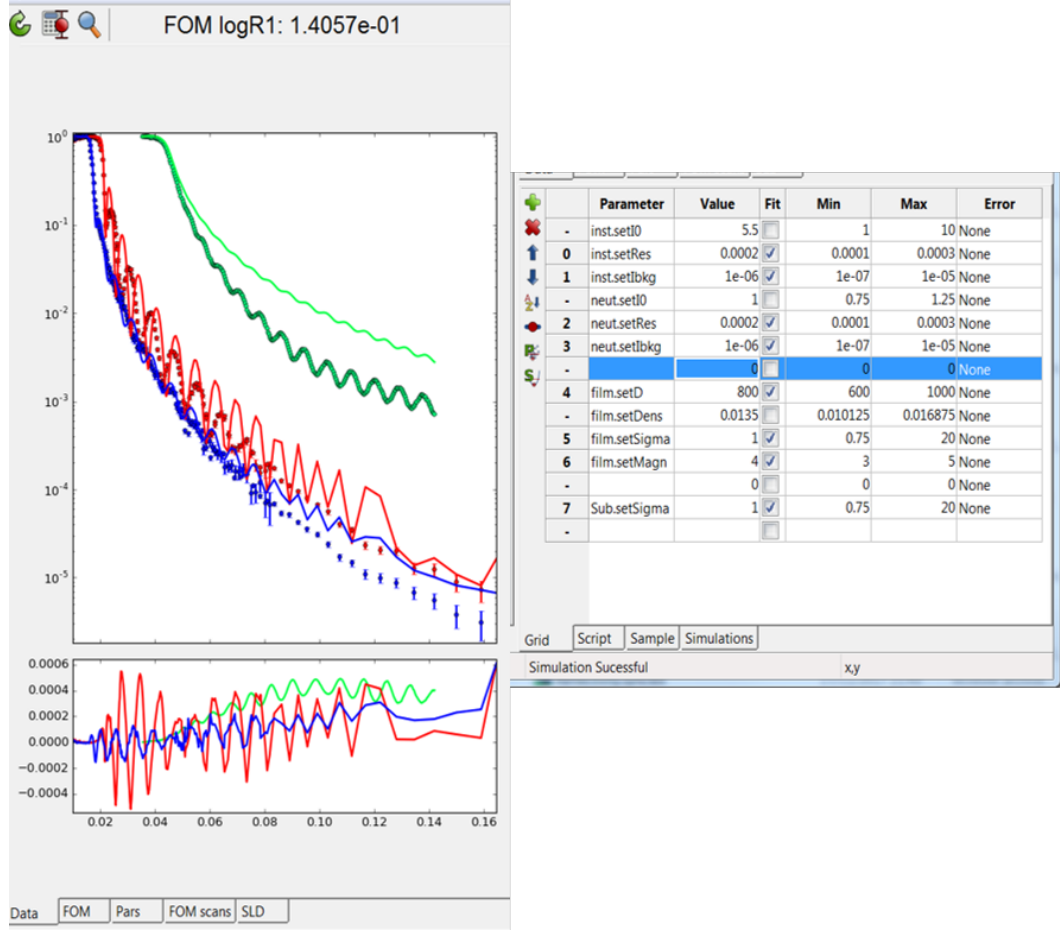 FOM logR1: 1.4057e-01
10^0
10^-1
10^-2
10^-3
10^-4
10^-5
0.0006
0.0004
0.0002
0.0000
−0.0002
−0.0004
0.02 0.04 0.06 0.08 0.10 0.12 0.14 0.16
Data FOM Pars FOM scans SLD
Parameter Value Fit Min Max Error
- inst.setI0 5.5 1 10 None
0 inst.setRes 0.0002 0.0001 0.0003 None
1 inst.setIbkg 1e-06 1e-07 1e-05 None
- neut.setI0 1 0.75 1.25 None
2 neut.setRes 0.0002 0.0001 0.0003 None
3 neut.setIbkg 1e-06 1e-07 1e-05 None
- 0 0 0 None
4 film.setD 800 600 1000 None
- film.setDens 0.0135 0.010125 0.016875 None
5 film.setSigma 1 0.75 20 None
6 film.setMagn 4 3 5 None
- 0 0 0 None
7 Sub.setSigma 1 0.75 20 None
-
Grid Script Sample Simulations
Simulation Sucessful x,y